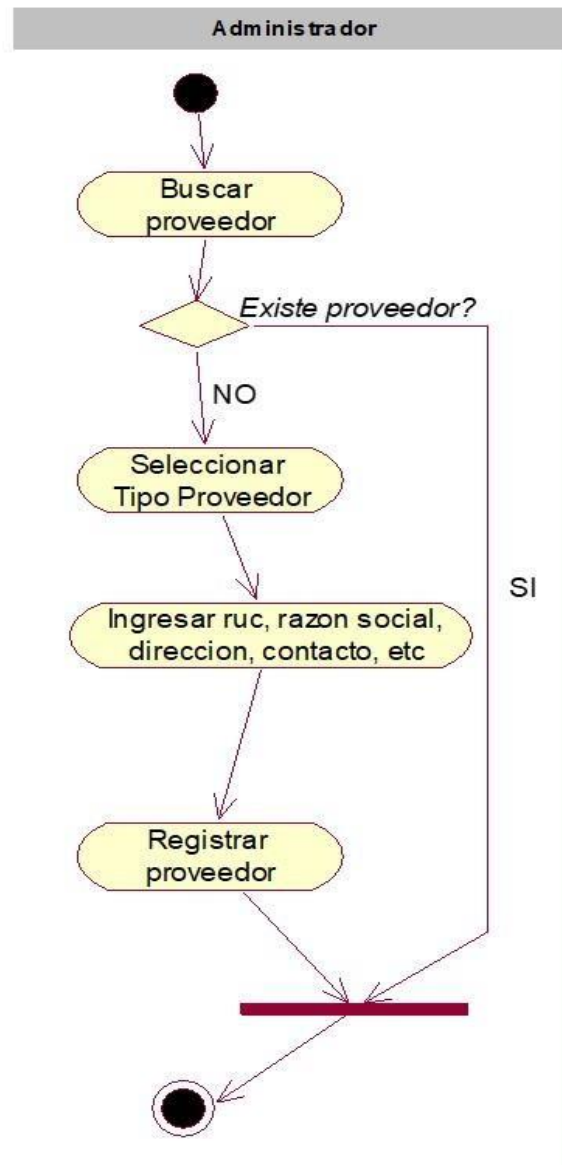 Administrador
Buscar
proveedor
Existe proveedor?
NO
Seleccionar
Tipo Proveedor
SI
Ingresar ruc, razon social,
direccion, contacto, etc
Registrar
proveedor